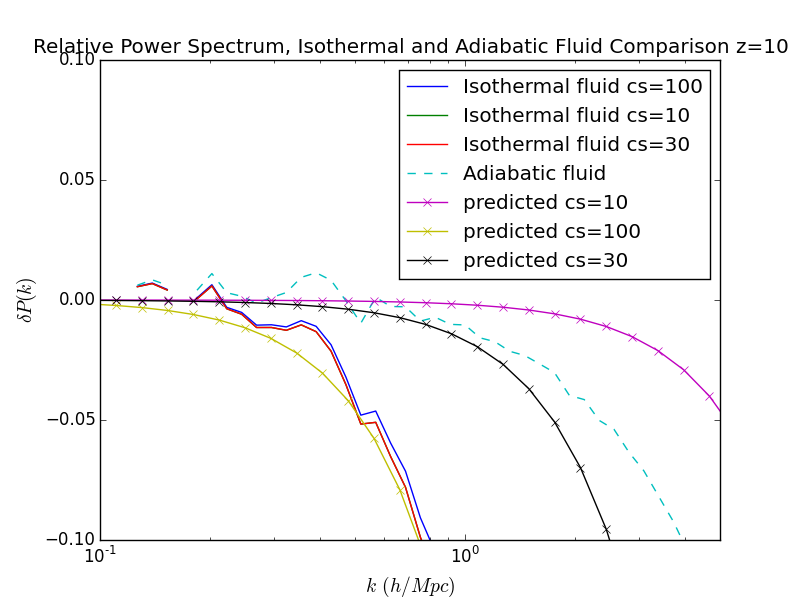 Relative Power Spectrum, Isothermal and Adiabatic Fluid Comparison z=10
0.10
0.05
0.00
−0.05
−0.10
δP(k)
Isothermal fluid cs=100
Isothermal fluid cs=10
Isothermal fluid cs=30
Adiabatic fluid
predicted cs=10
predicted cs=100
predicted cs=30
10⁻¹ 10⁰
k (h/Mpc)